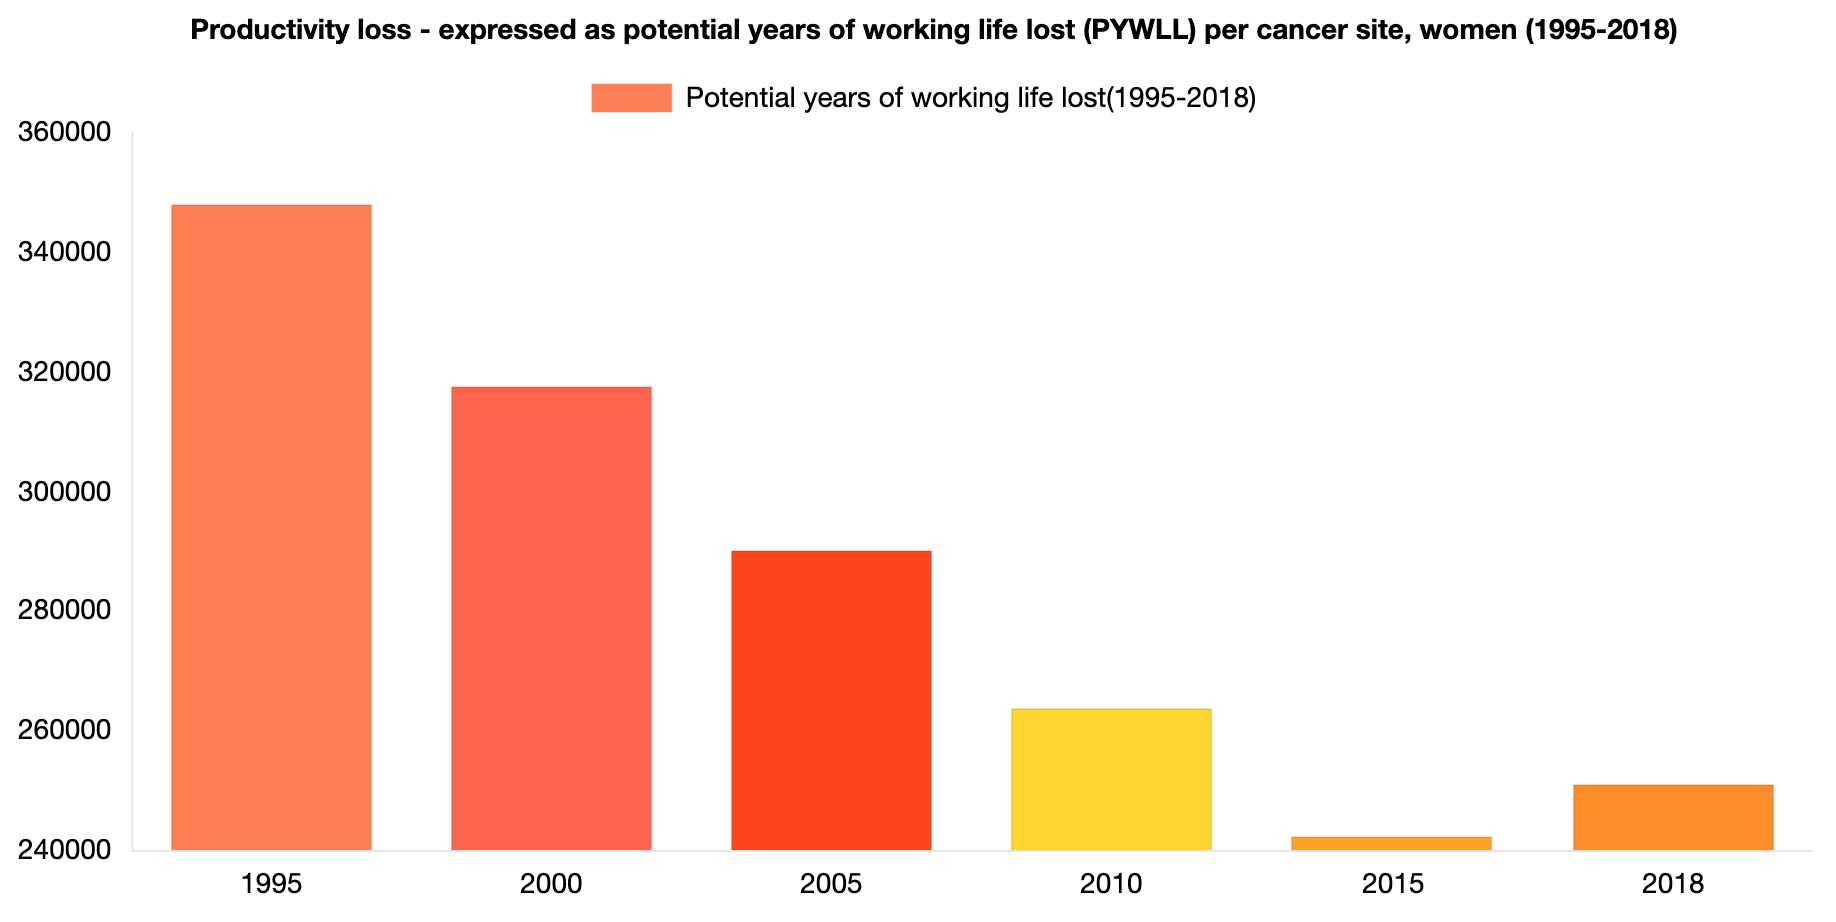 Productivity loss - expressed as potential years of working life lost (PYWLL) per cancer site, women (1995-2018)
Potential years of working life lost(1995-2018)
360000
340000
320000
300000
280000
260000
240000
1995 2000 2005 2010 2015 2018